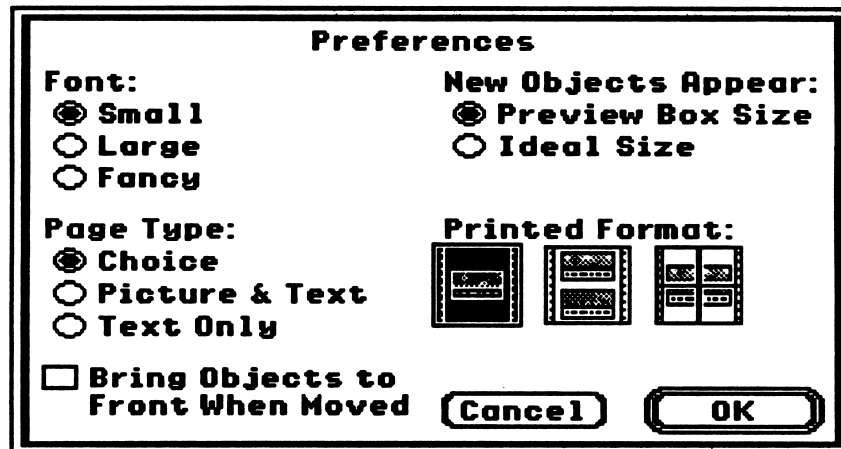 Preferences
Font:
Small
Large
Fancy
New Objects Appear:
Preview Box Size
Ideal Size
Page Type:
Choice
Picture & Text
Text Only
Printed Format:
Bring Objects to
Front When Moved
Cancel
OK